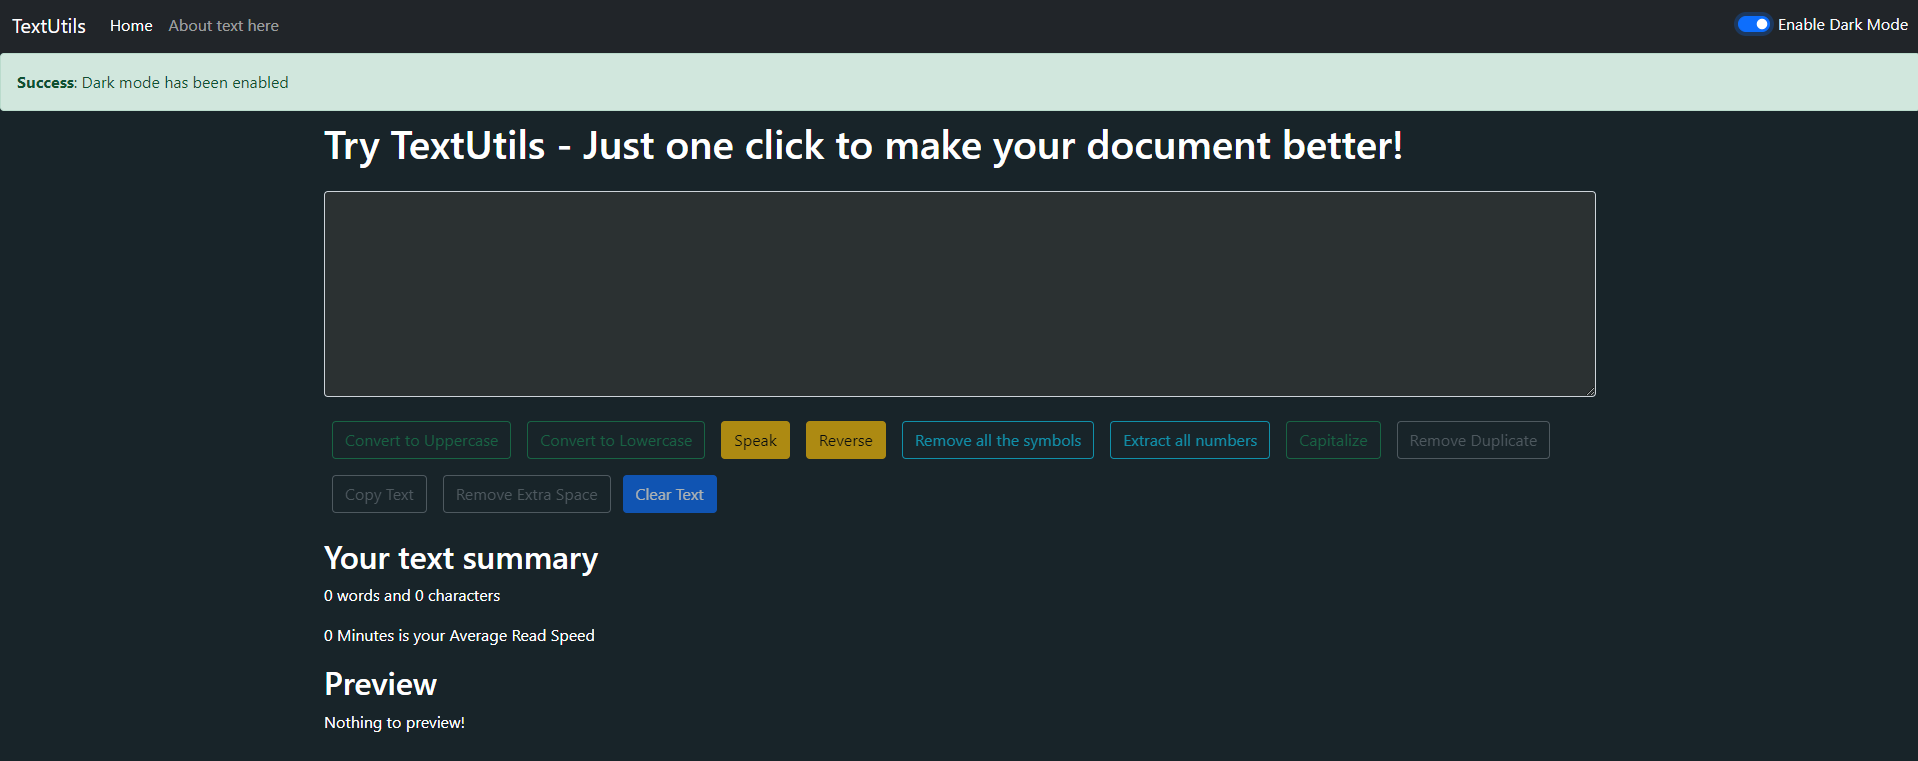 TextUtils Home About text here Enable Dark Mode
Success: Dark mode has been enabled
Try TextUtils - Just one click to make your document better!
Convert to Uppercase Convert to Lowercase Speak Reverse Remove all the symbols Extract all numbers Capitalize Remove Duplicate
Copy Text Remove Extra Space Clear Text
Your text summary
0 words and 0 characters
0 Minutes is your Average Read Speed
Preview
Nothing to preview!